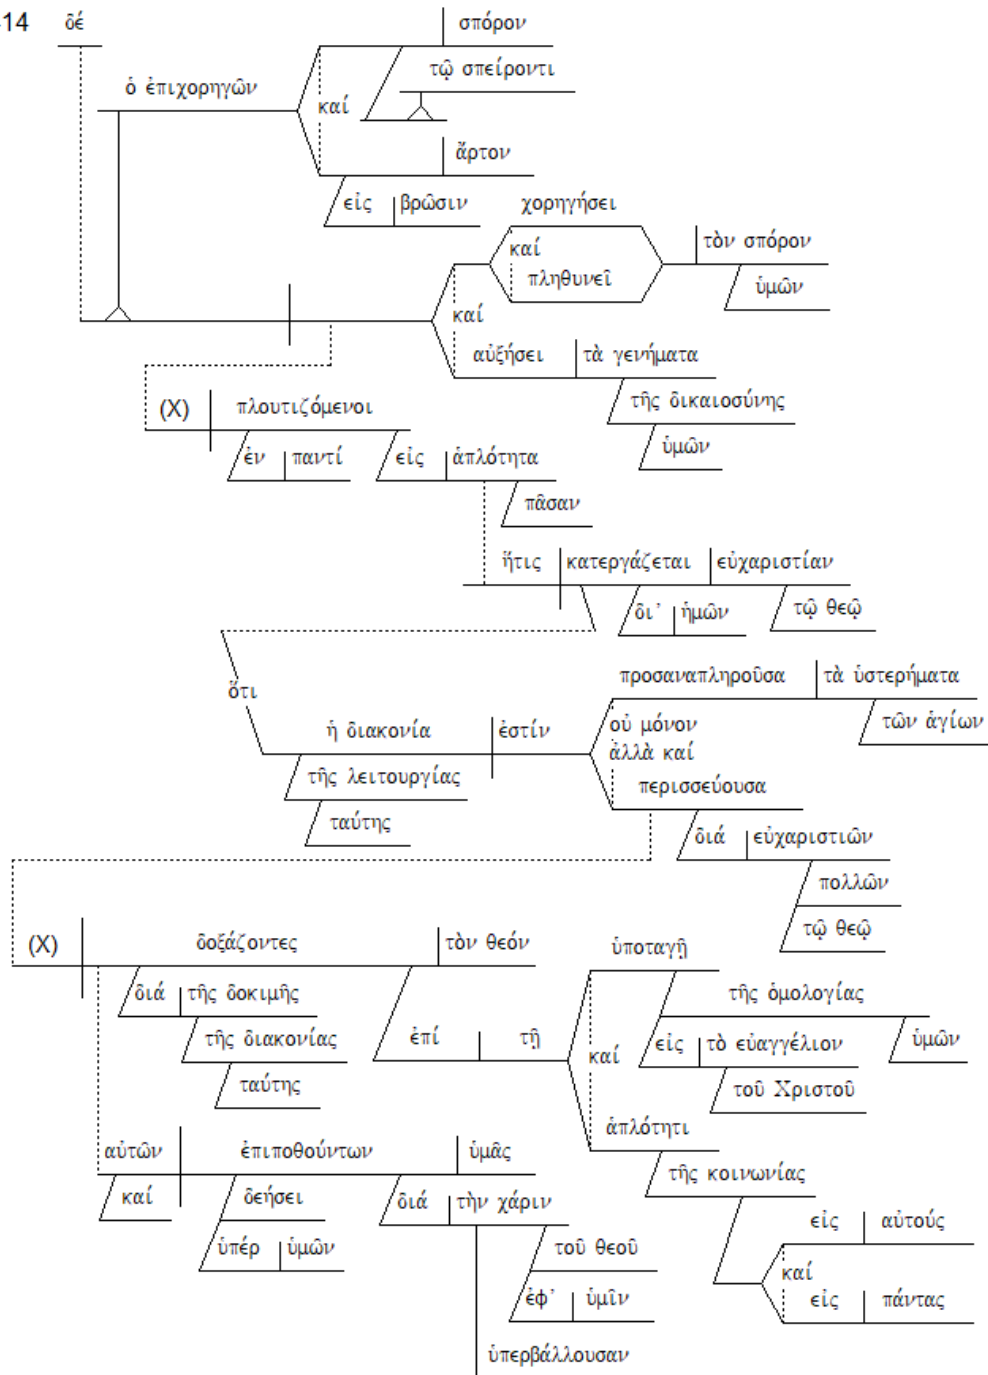 14 δέ
σπόρον
τῷ σπείροντι
ὁ ἐπιχορηγῶν
καί
ἄρτον
εἰς βρῶσιν
χορηγήσει
καί
τὸν σπόρον
πληθυνεῖ
ὑμῶν
καί
αὐξήσει τὰ γενήματα
τῆς δικαιοσύνης
ὑμῶν
(X) πλουτιζόμενοι
ἐν παντί εἰς ἁπλότητα
πᾶσαν
ἥτις κατεργάζεται εὐχαριστίαν
δι' ἡμῶν τῷ θεῷ
ὅτι
προσαναπληροῦσα τὰ ὑστερήματα
τῶν ἁγίων
ἡ διακονία ἐστίν
οὐ μόνον
ἀλλὰ καί
τῆς λειτουργίας
περισσεύουσα
ταύτης
διά εὐχαριστιῶν
πολλῶν
τῷ θεῷ
(X) δοξάζοντες τὸν θεόν
ὑποταγῇ
διά τῆς δοκιμῆς
τῆς ὁμολογίας
τῆς διακονίας
ἐπί τῇ
καί
εἰς τὸ εὐαγγέλιον
ὑμῶν
ταύτης
τοῦ Χριστοῦ
ἁπλότητι
αὐτῶν ἐπιποθούντων ὑμᾶς
τῆς κοινωνίας
καί
δεήσει
διά τὴν χάριν
ὑπέρ ὑμῶν
τοῦ θεοῦ
εἰς αὐτούς
καί
ἐφ' ὑμῖν
εἰς πάντας
ὑπερβάλλουσαν